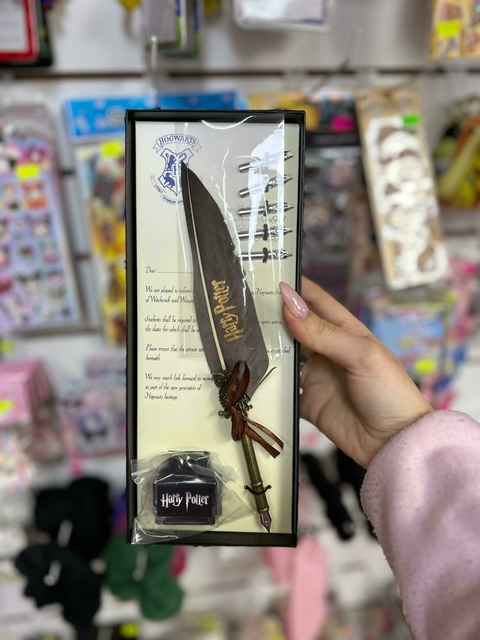 HOGWARTS
Dear
We are pleased to inform
Hogwarts
of Witchcraft and
Students shall be required
the dates for which shall be
Please ensure that the utmost
herewith.
We very much look forward to
as part of the new generation of
Hogwarts heritage.
Harry Potter
Harry Potter